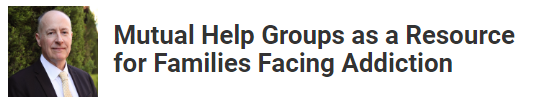 Mutual Help Groups as a Resource
for Families Facing Addiction